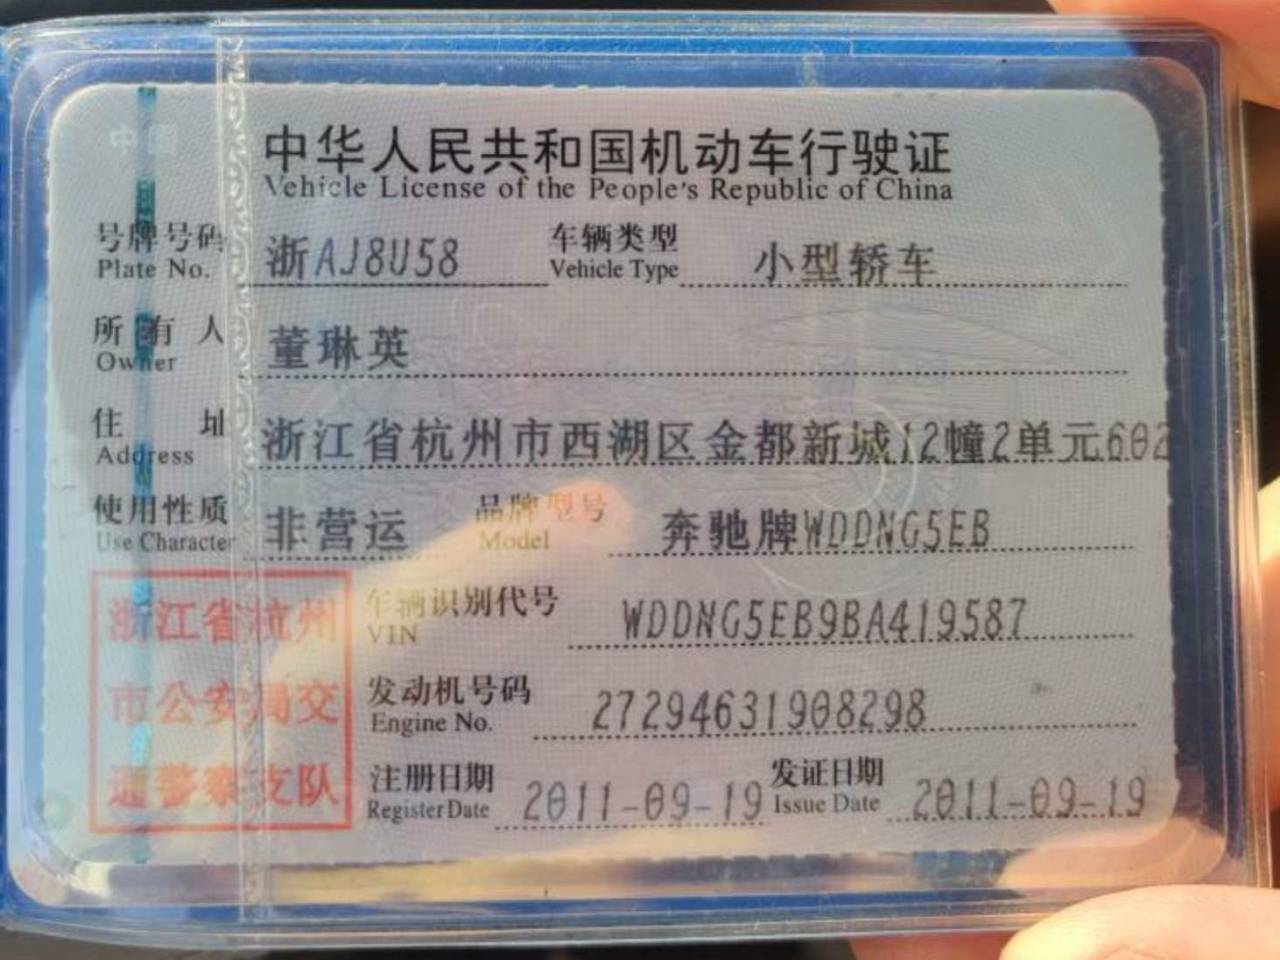 中华人民共和国机动车行驶证
Vehicle License of the People's Republic of China
号牌号码 浙AJ8U58 车辆类型 小型轿车
Plate No. Vehicle Type
所有人 董琳英
Owner
住址 浙江省杭州市西湖区金都新城12幢2单元602
Address
使用性质 非营运 品牌型号 奔驰牌WDDNG5EB
Use Character Model
车辆识别代号 WDDNG5EB9BA419587
VIN
发动机号码 27294631908298
Engine No.
注册日期 2011-09-19 发证日期 2011-09-19
Register Date Issue Date
浙江省杭州
市公安局交
通警察支队